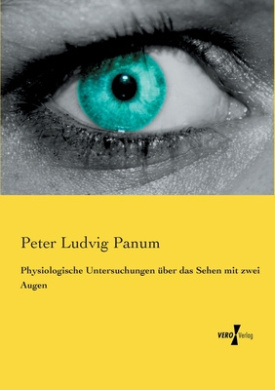 Peter Ludvig Panum
Physiologische Untersuchungen über das Sehen mit zwei
Augen
VERO Verlag